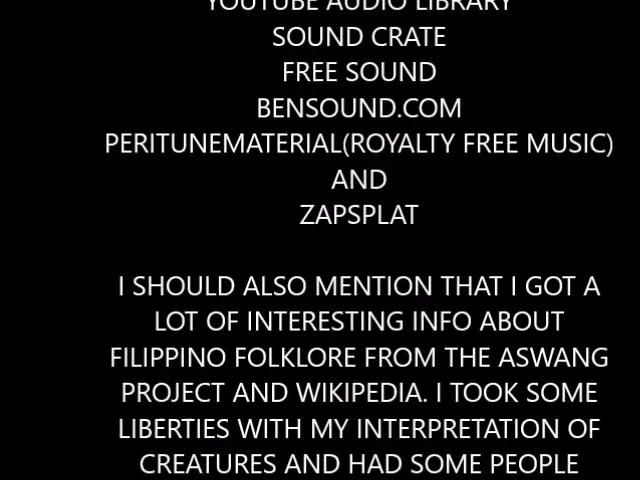 YOUTUBE AUDIO LIBRARY
SOUND CRATE
FREE SOUND
BENSOUND.COM
PERITUNEMATERIAL(ROYALTY FREE MUSIC)
AND
ZAPSPLAT
I SHOULD ALSO MENTION THAT I GOT A
LOT OF INTERESTING INFO ABOUT
FILIPPINO FOLKLORE FROM THE ASWANG
PROJECT AND WIKIPEDIA. I TOOK SOME
LIBERTIES WITH MY INTERPRETATION OF
CREATURES AND HAD SOME PEOPLE